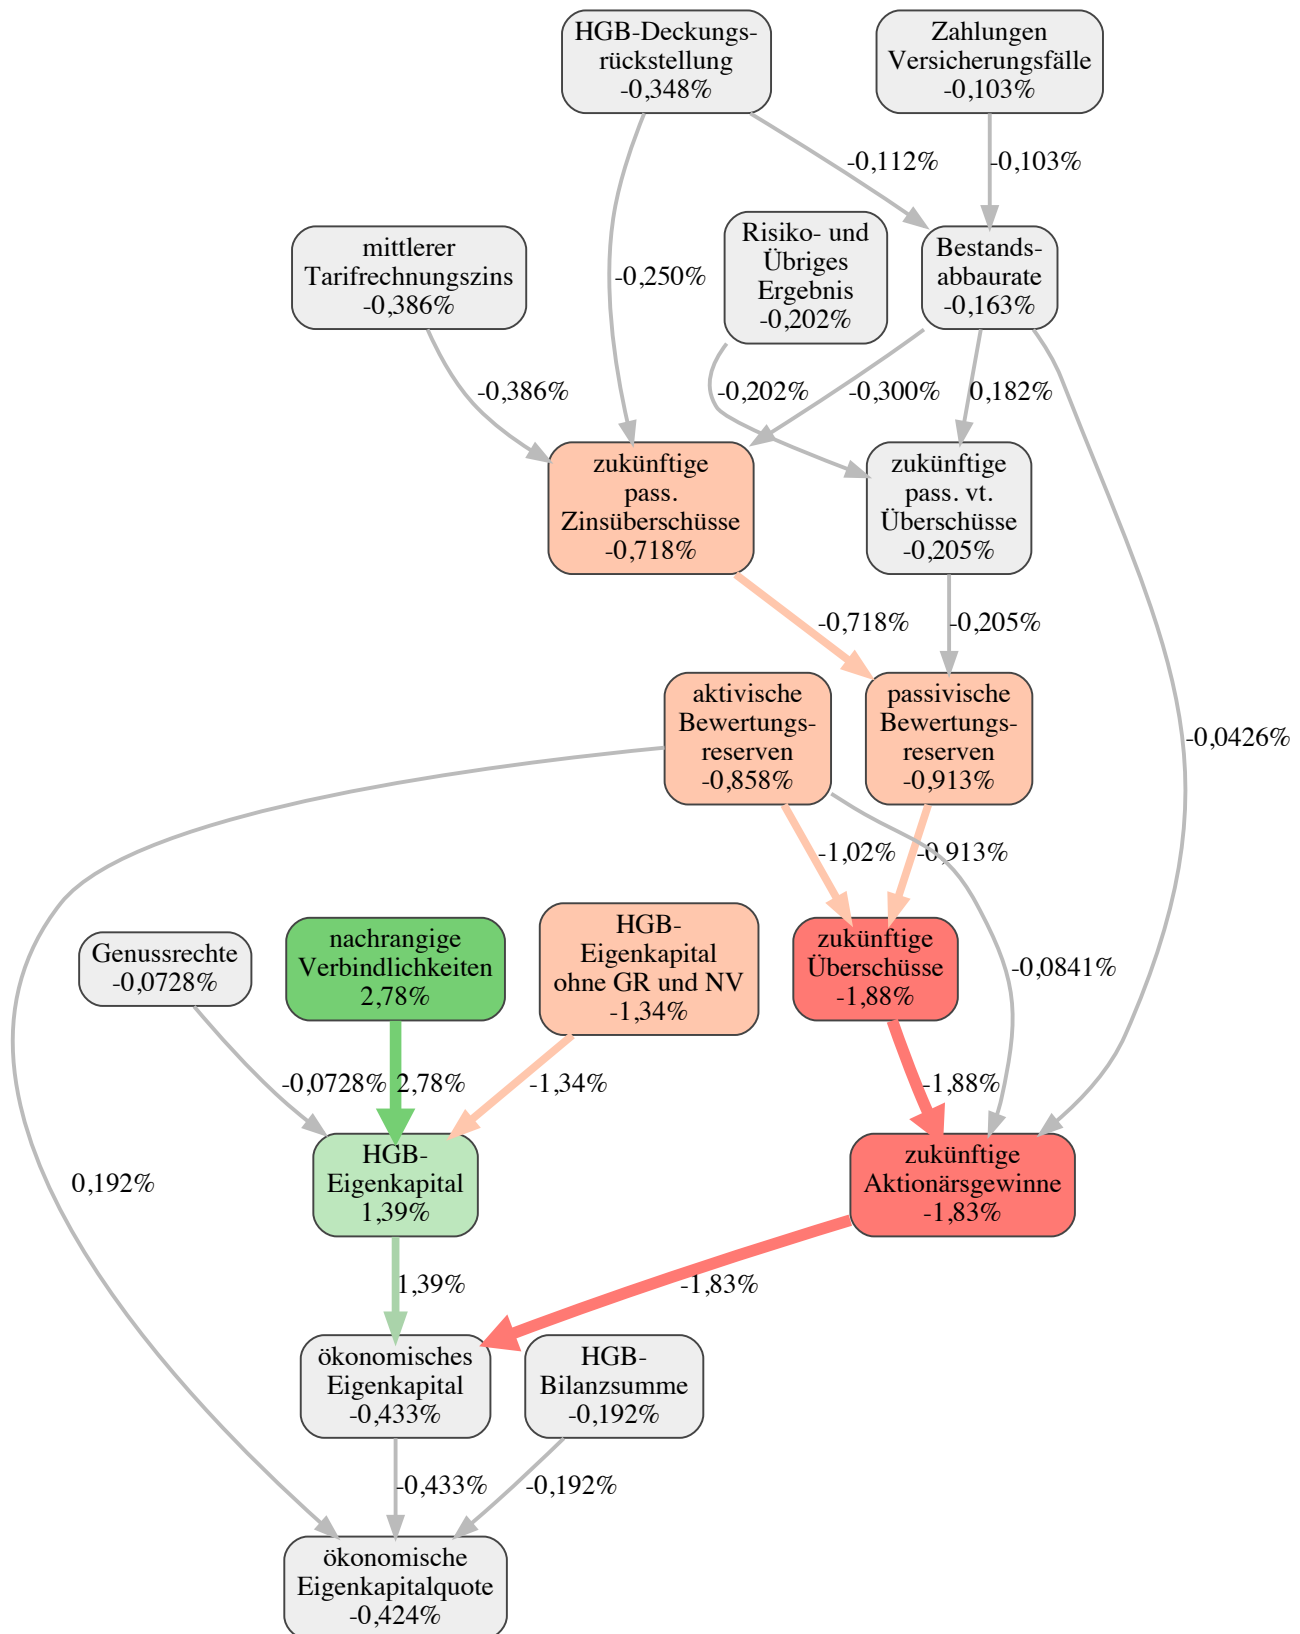 HGB-Deckungs-
rückstellung
-0,348%
Zahlungen
Versicherungsfälle
-0,103%
-0,112%
-0,103%
mittlerer
Tarifrechnungszins
-0,386%
-0,250%
Risiko- und
Übriges
Ergebnis
-0,202%
Bestands-
abbaurate
-0,163%
-0,386%
-0,202%
-0,300%
0,182%
zukünftige
pass.
Zinsüberschüsse
-0,718%
zukünftige
pass. vt.
Überschüsse
-0,205%
-0,718%
-0,205%
aktivische
Bewertungs-
reserven
-0,858%
passivische
Bewertungs-
reserven
-0,913%
-0,0426%
-1,02%
-0,913%
Genussrechte
-0,0728%
nachrangige
Verbindlichkeiten
2,78%
HGB-
Eigenkapital
ohne GR und NV
-1,34%
zukünftige
Überschüsse
-1,88%
-0,0841%
-0,0728%
2,78%
-1,34%
-1,88%
0,192%
HGB-
Eigenkapital
1,39%
zukünftige
Aktionärsgewinne
-1,83%
1,39%
-1,83%
ökonomisches
Eigenkapital
-0,433%
HGB-
Bilanzsumme
-0,192%
-0,433%
-0,192%
ökonomische
Eigenkapitalquote
-0,424%